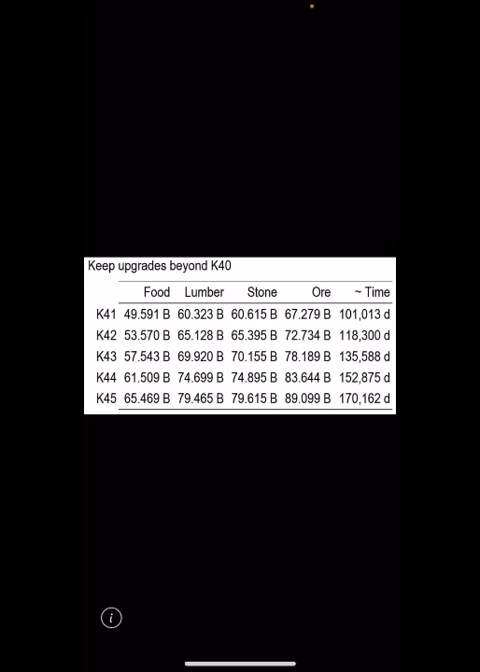 Keep upgrades beyond K40
Food Lumber Stone Ore ~ Time
K41 49.591 B 60.323 B 60.615 B 67.279 B 101,013 d
K42 53.570 B 65.128 B 65.395 B 72.734 B 118,300 d
K43 57.543 B 69.920 B 70.155 B 78.189 B 135,588 d
K44 61.509 B 74.699 B 74.895 B 83.644 B 152,875 d
K45 65.469 B 79.465 B 79.615 B 89.099 B 170,162 d
i